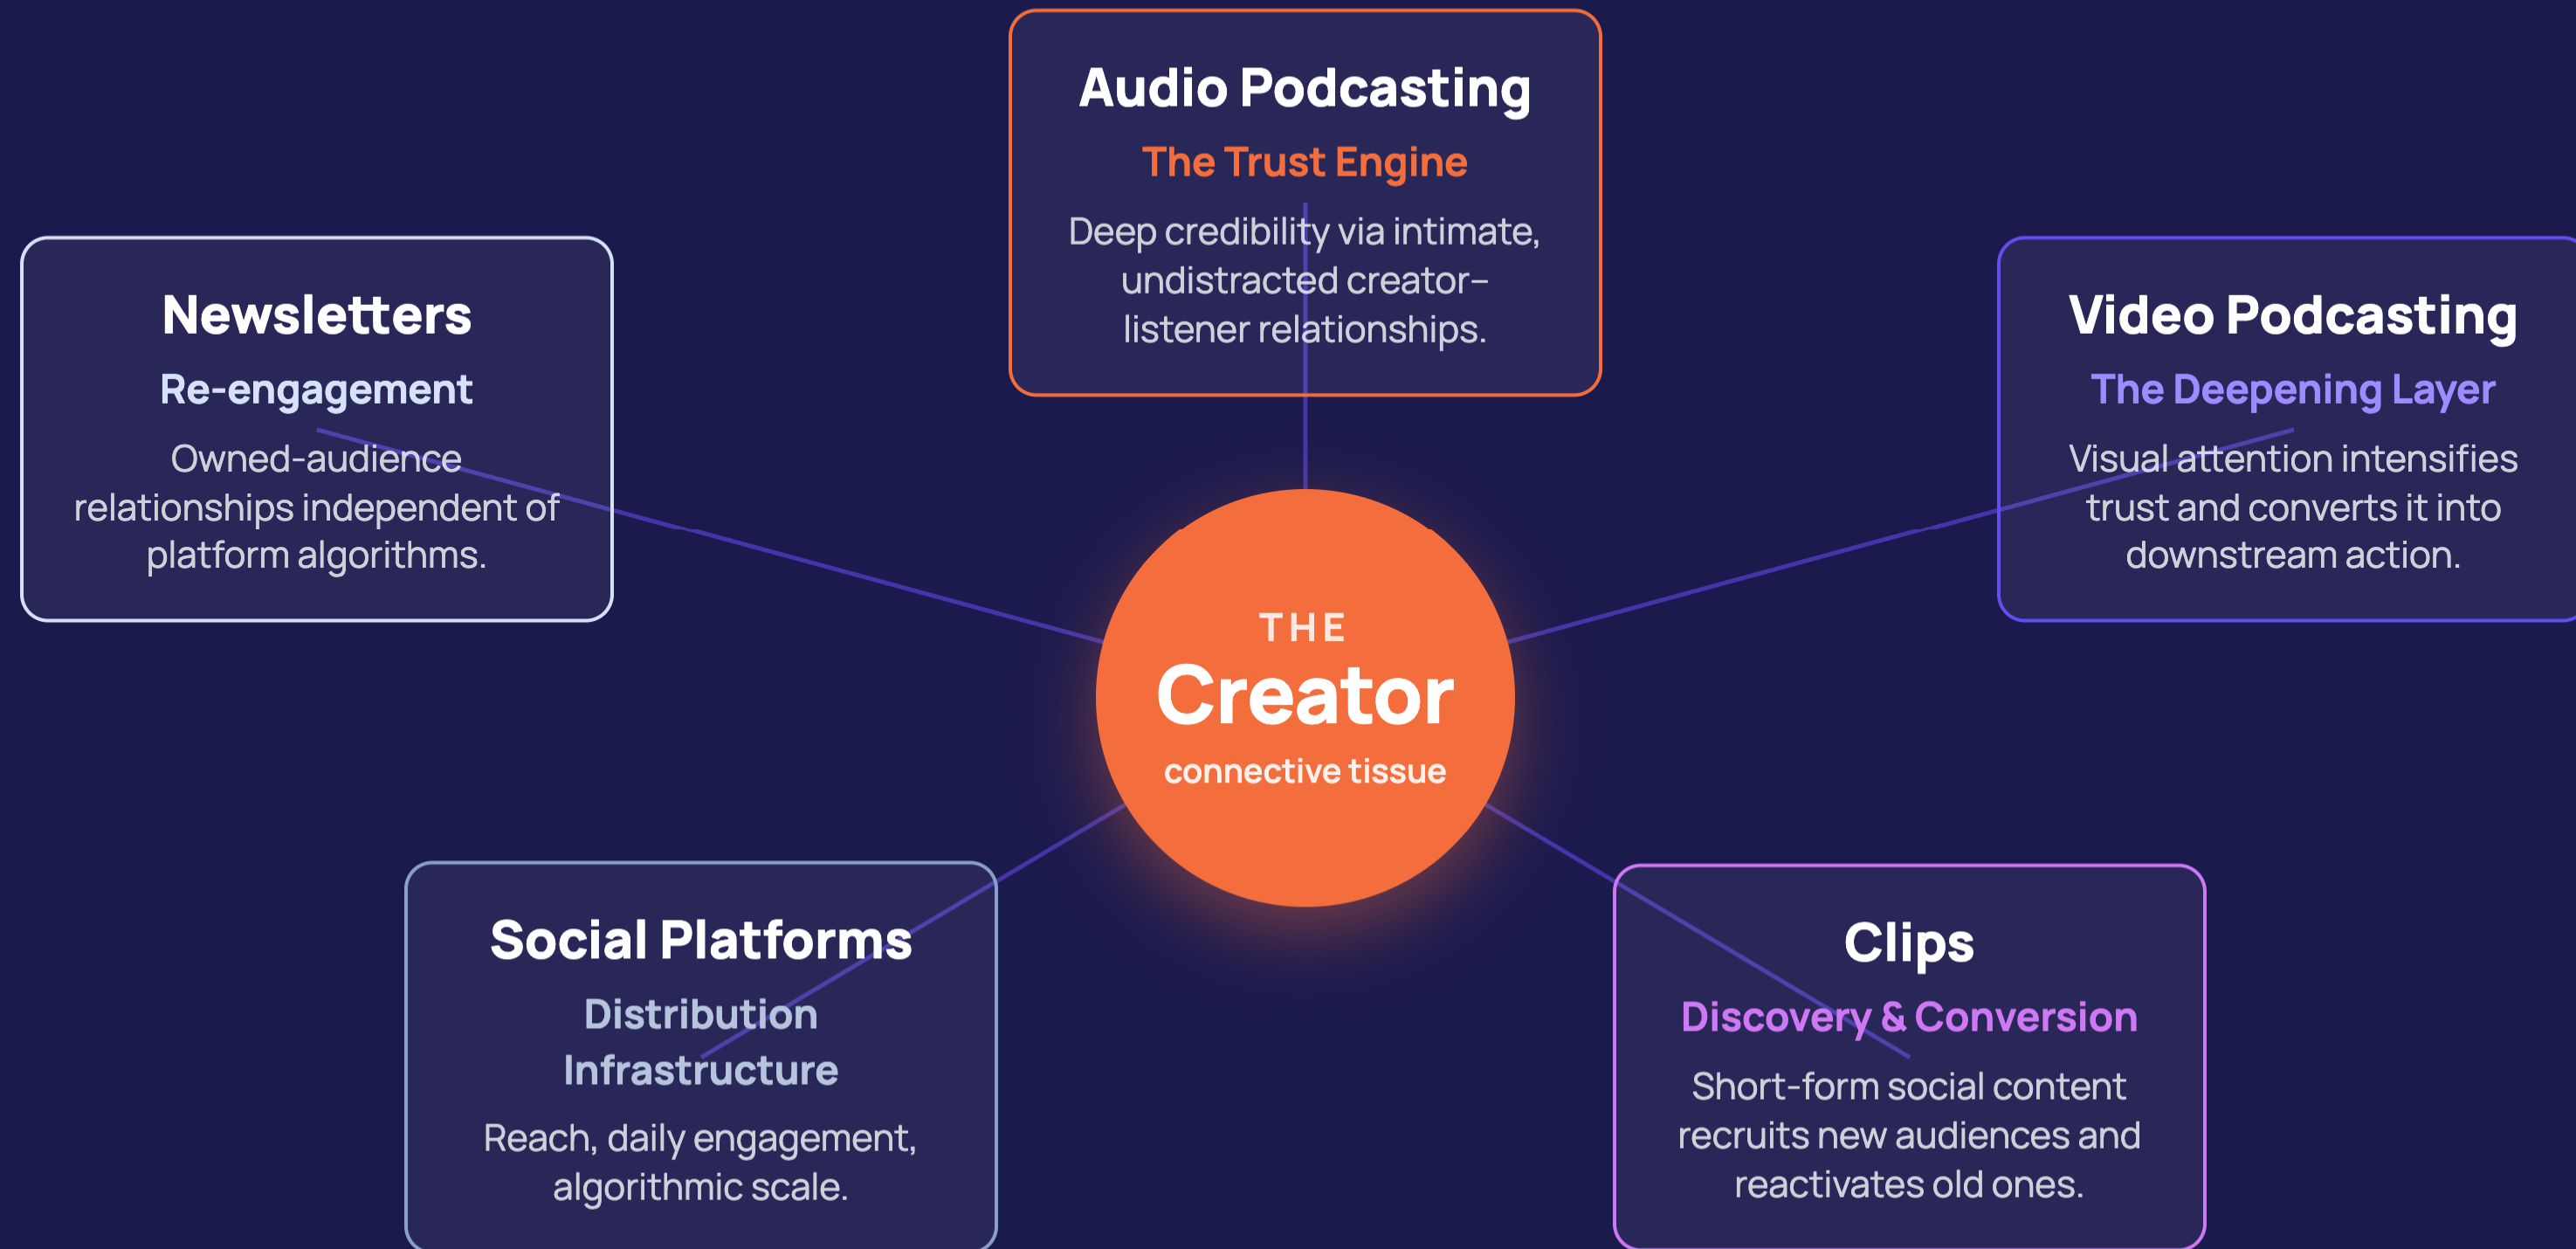 Audio Podcasting
The Trust Engine
Deep credibility via intimate,
undistracted creator–
listener relationships.
Newsletters
Re-engagement
Owned-audience
relationships independent of
platform algorithms.
Video Podcasting
The Deepening Layer
Visual attention intensifies
trust and converts it into
downstream action.
THE
Creator
connective tissue
Social Platforms
Distribution
Infrastructure
Reach, daily engagement,
algorithmic scale.
Clips
Discovery & Conversion
Short-form social content
recruits new audiences and
reactivates old ones.